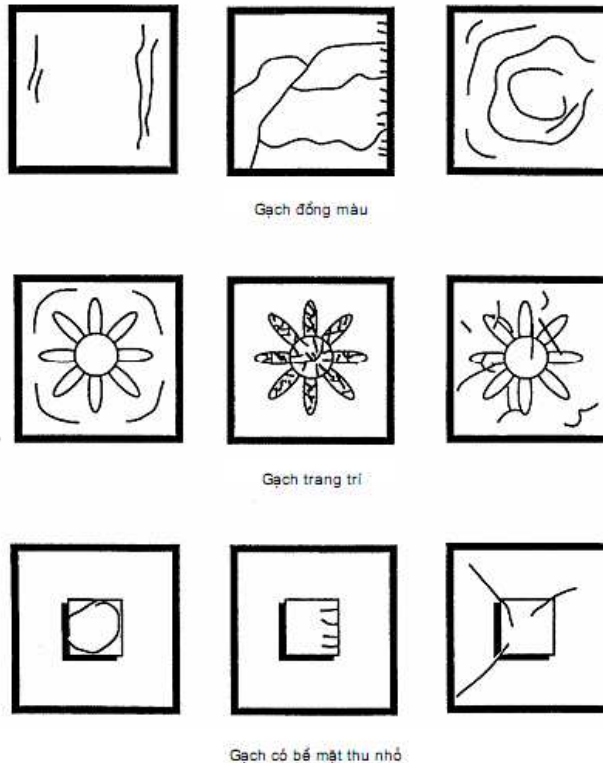 Gạch đồng màu
Gạch trang trí
Gạch có bề mặt thu nhỏ